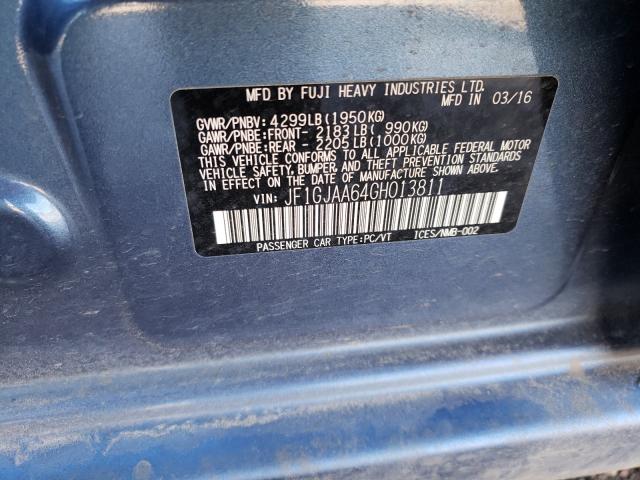 MFD BY FUJI HEAVY INDUSTRIES LTD.
MFD IN 03/16
GVWR/PNBV: 4299LB(1950KG)
GAWR/PNBE:FRONT- 2183LB( 990KG)
GAWR/PNBE:REAR - 2205LB(1000KG)
THIS VEHICLE CONFORMS TO ALL APPLICABLE FEDERAL MOTOR
VEHICLE SAFETY, BUMPER, AND THEFT PREVENTION STANDARDS
IN EFFECT ON THE DATE OF MANUFACTURE SHOWN ABOVE.
VIN: JF1GJAA64GH013811
PASSENGER CAR TYPE:PC/VT ICES/NMB-002